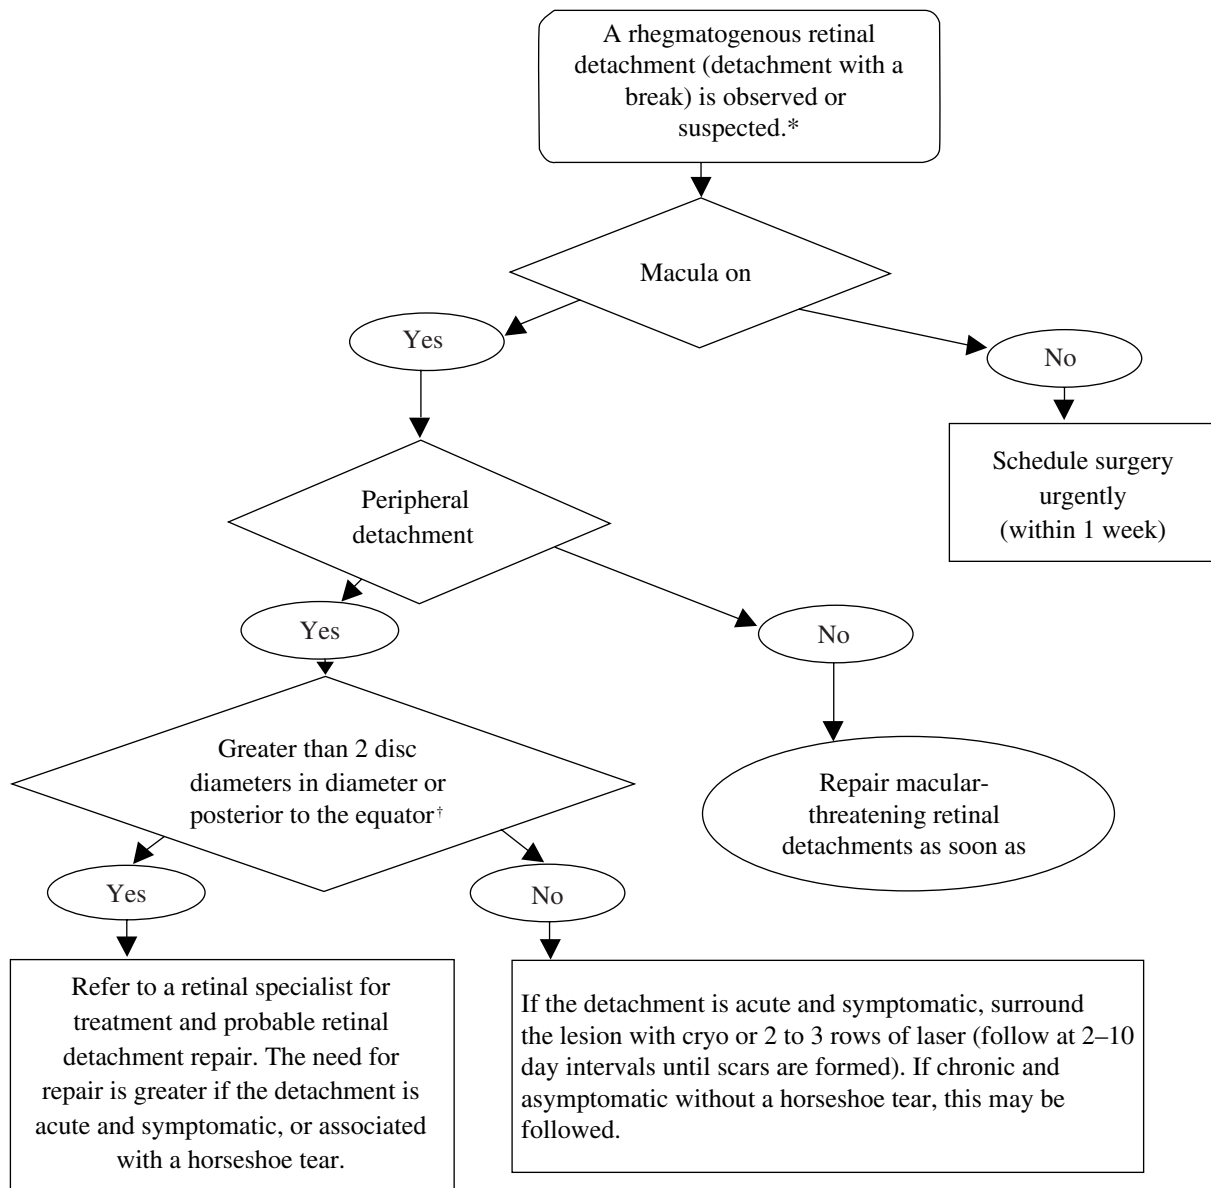 A rhegmatogenous retinal
detachment (detachment with a
break) is observed or
suspected.*
Macula on
Yes
No
Schedule surgery
urgently
(within 1 week)
Peripheral
detachment
Yes
No
Greater than 2 disc
diameters in diameter or
posterior to the equator†
Repair macular-
threatening retinal
detachments as soon as
Yes
No
Refer to a retinal specialist for
treatment and probable retinal
detachment repair. The need for
repair is greater if the detachment is
acute and symptomatic, or associated
with a horseshoe tear.
If the detachment is acute and symptomatic, surround
the lesion with cryo or 2 to 3 rows of laser (follow at 2–10
day intervals until scars are formed). If chronic and
asymptomatic without a horseshoe tear, this may be
followed.